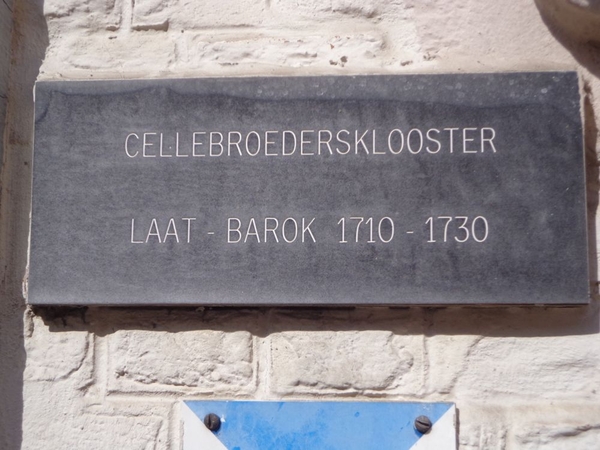 CELLEBROEDERSKLOOSTER
LAAT - BAROK 1710 - 1730